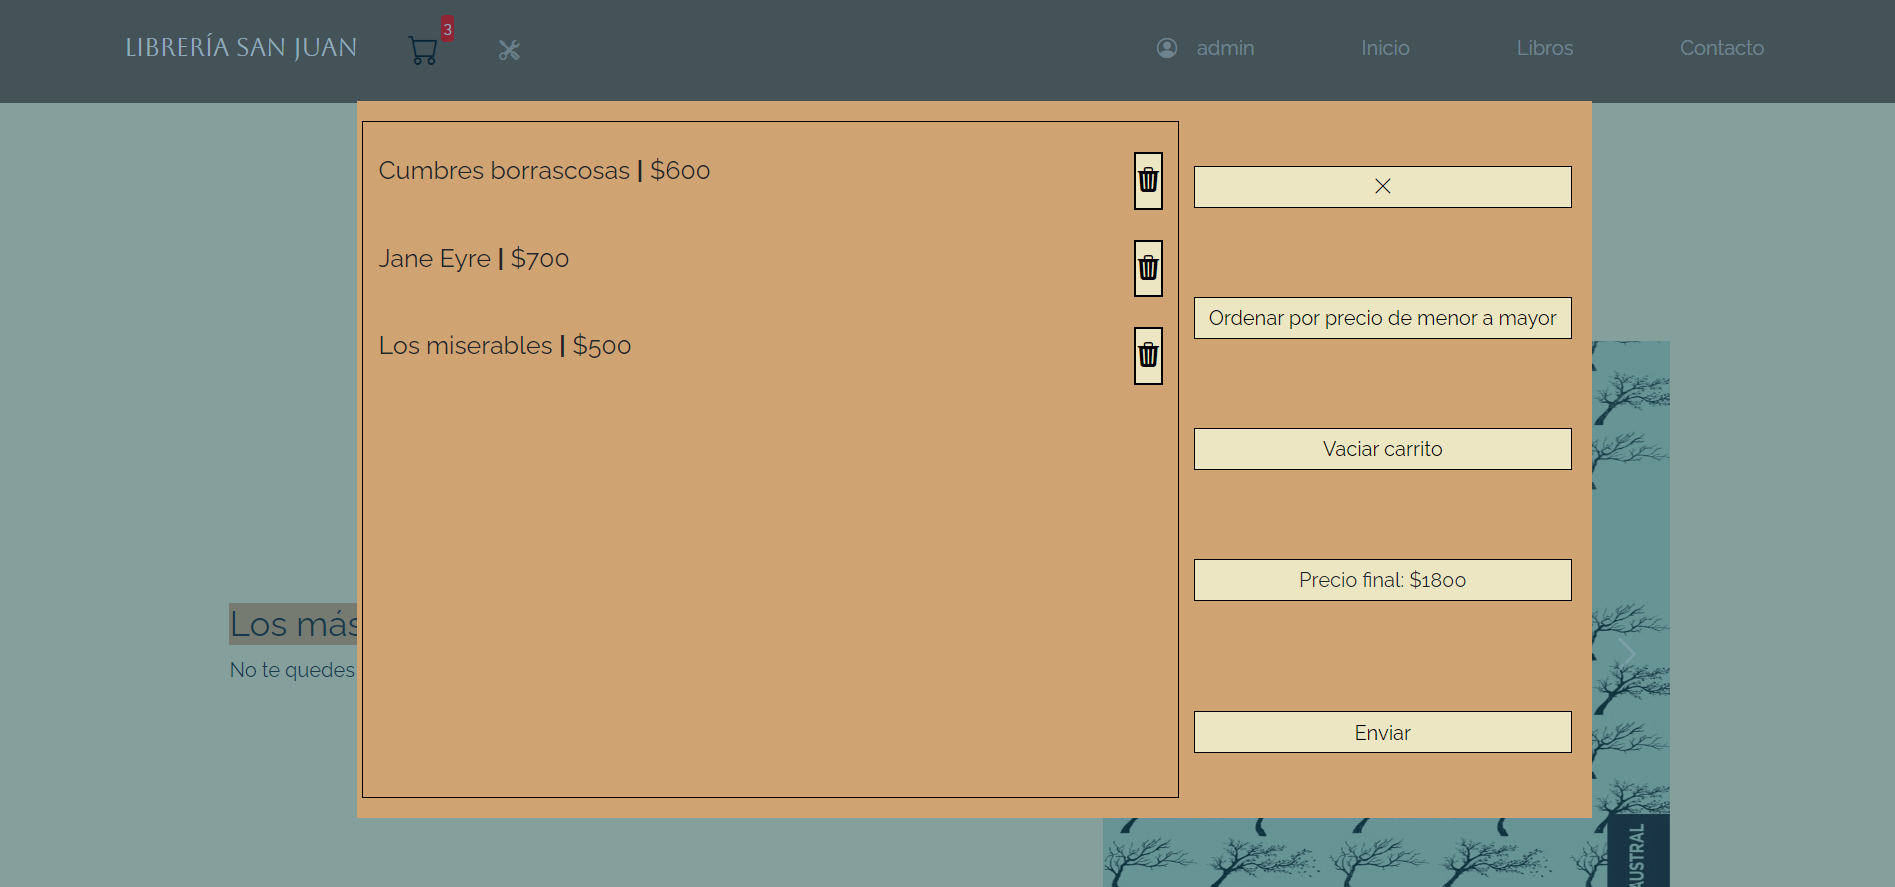 LIBRERÍA SAN JUAN
3
admin
Inicio
Libros
Contacto
Cumbres borrascosas | $600
Jane Eyre | $700
Los miserables | $500
Ordenar por precio de menor a mayor
Vaciar carrito
Precio final: $1800
Enviar
Los más
No te quedes
AUSTRAL